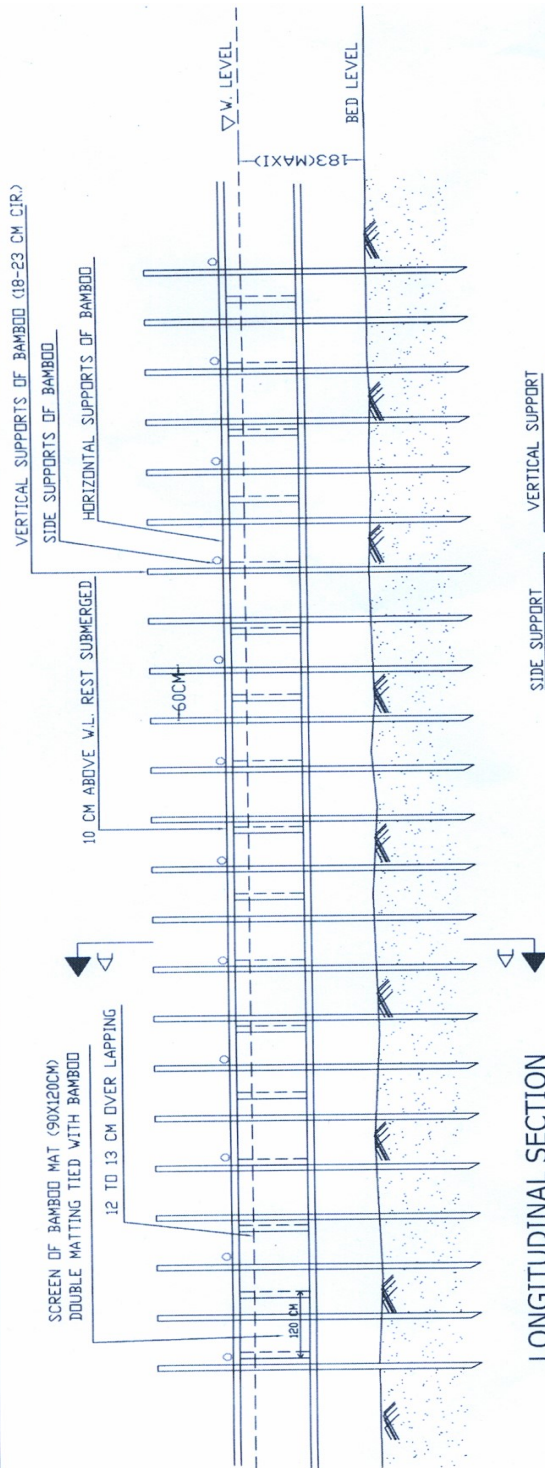 VERTICAL SUPPORTS OF BAMBOO (18-23 CM CIR.)
SIDE SUPPORTS OF BAMBOO
HORIZONTAL SUPPORTS OF BAMBOO
10 CM ABOVE W.L. REST SUBMERGED
60CM
SCREEN OF BAMBOO MAT (90X120CM)
DOUBLE MATTING TIED WITH BAMBOO
12 TO 13 CM OVER LAPPING
120 CM
W. LEVEL
183(MAXI)
BED LEVEL
A
A
LONGITUDINAL SECTION
SIDE SUPPORT
VERTICAL SUPPORT